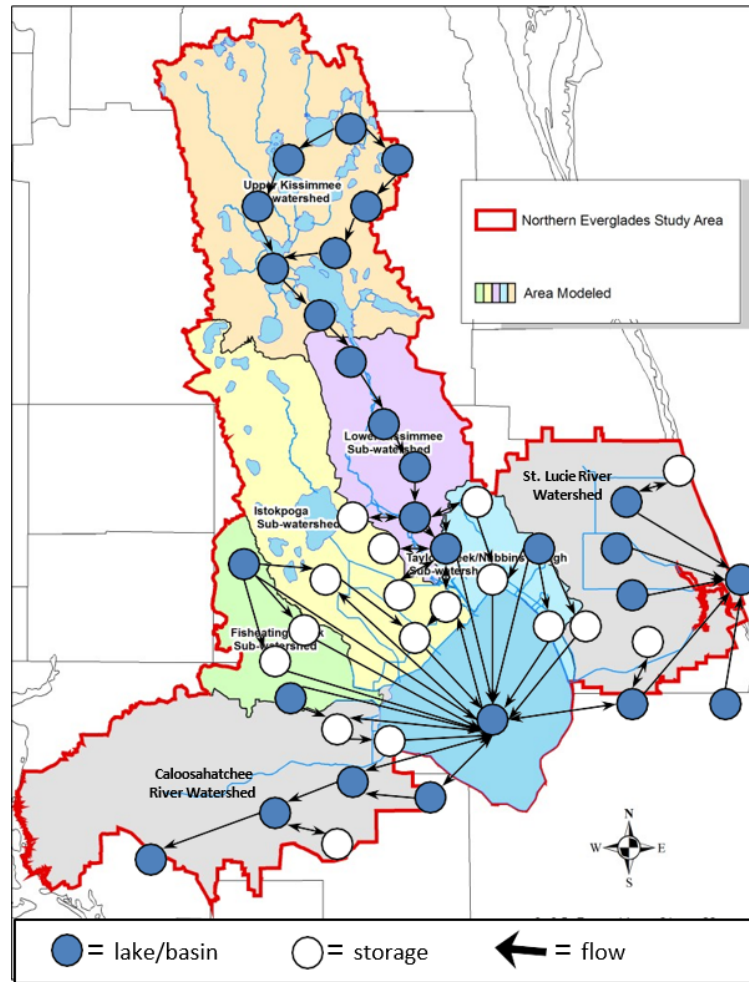 Upper Kissimmee
watershed
Northern Everglades Study Area
Area Modeled
Lower Kissimmee
Sub-watershed
St. Lucie River
Watershed
Istokpoga
Sub-watershed
Sub-watershed
Fisheating
Sub-watershed
Caloosahatchee
River Watershed
N
W E
S
= lake/basin = storage = flow